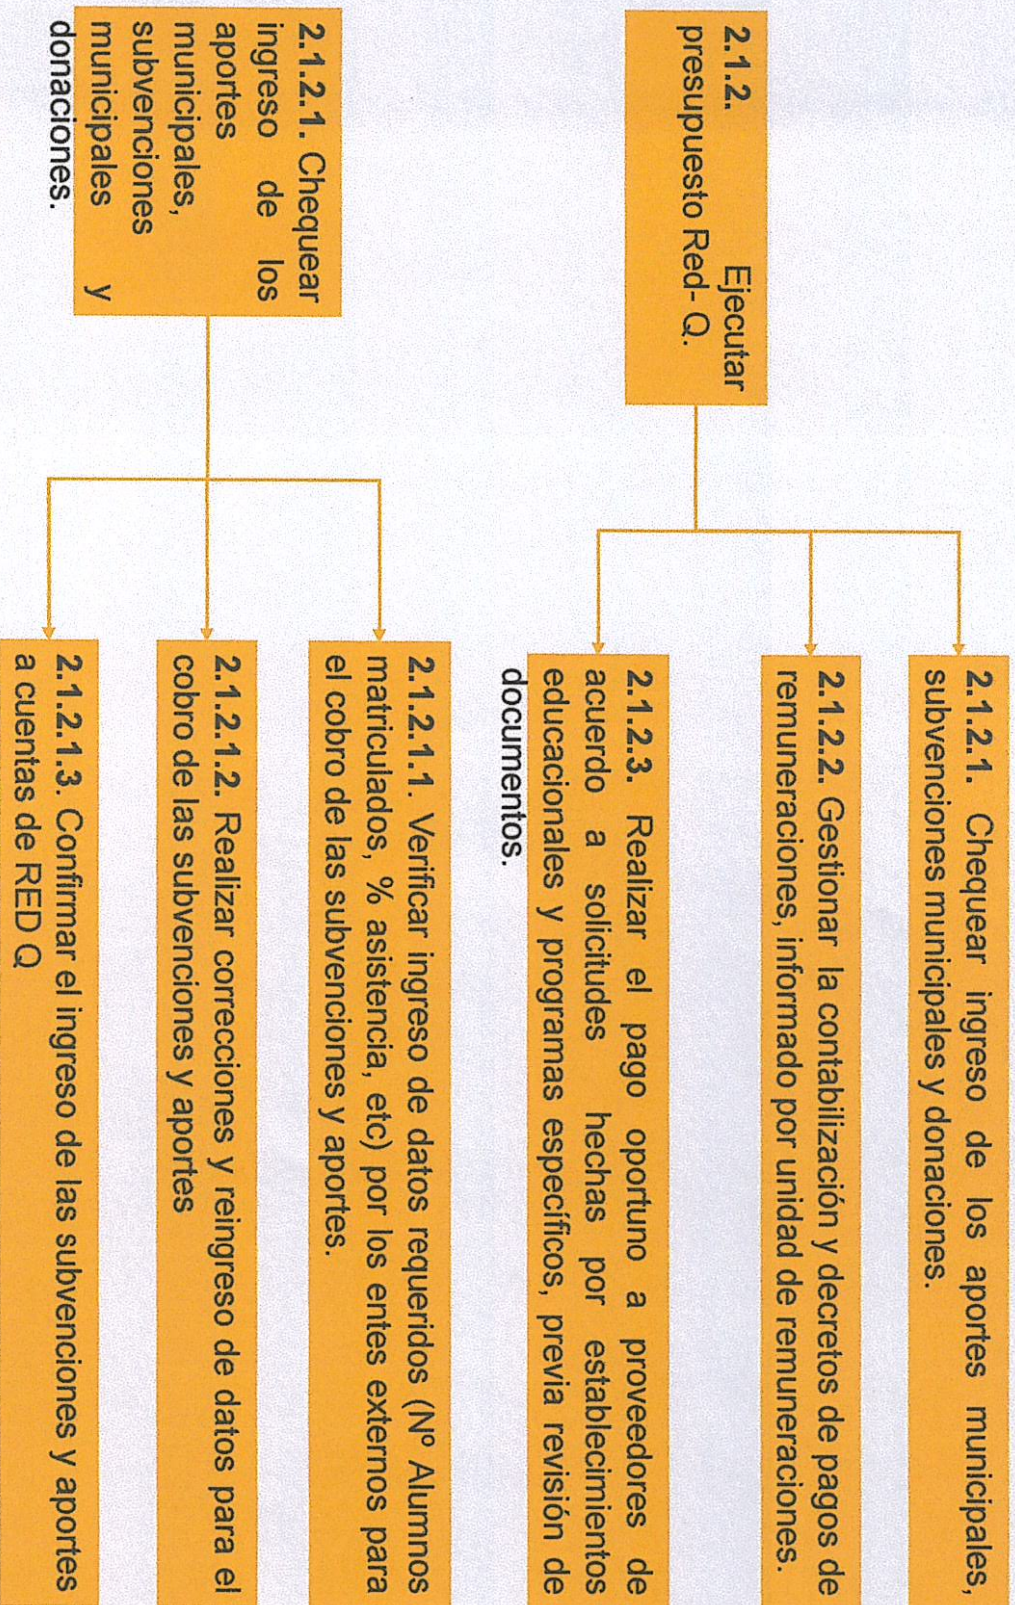 2.1.2. Ejecutar
presupuesto Red- Q.
2.1.2.1. Chequear ingreso de los aportes municipales,
subvenciones municipales y donaciones.
2.1.2.2. Gestionar la contabilización y decretos de pagos de
remuneraciones, informado por unidad de remuneraciones.
2.1.2.3. Realizar el pago oportuno a proveedores de
acuerdo a solicitudes hechas por establecimientos
educacionales y programas específicos, previa revisión de
documentos.
2.1.2.1. Chequear
ingreso de los
aportes
municipales,
subvenciones
municipales y
donaciones.
2.1.2.1.1. Verificar ingreso de datos requeridos (Nº Alumnos
matriculados, % asistencia, etc) por los entes externos para
el cobro de las subvenciones y aportes.
2.1.2.1.2. Realizar correcciones y reingreso de datos para el
cobro de las subvenciones y aportes
2.1.2.1.3. Confirmar el ingreso de las subvenciones y aportes
a cuentas de RED Q